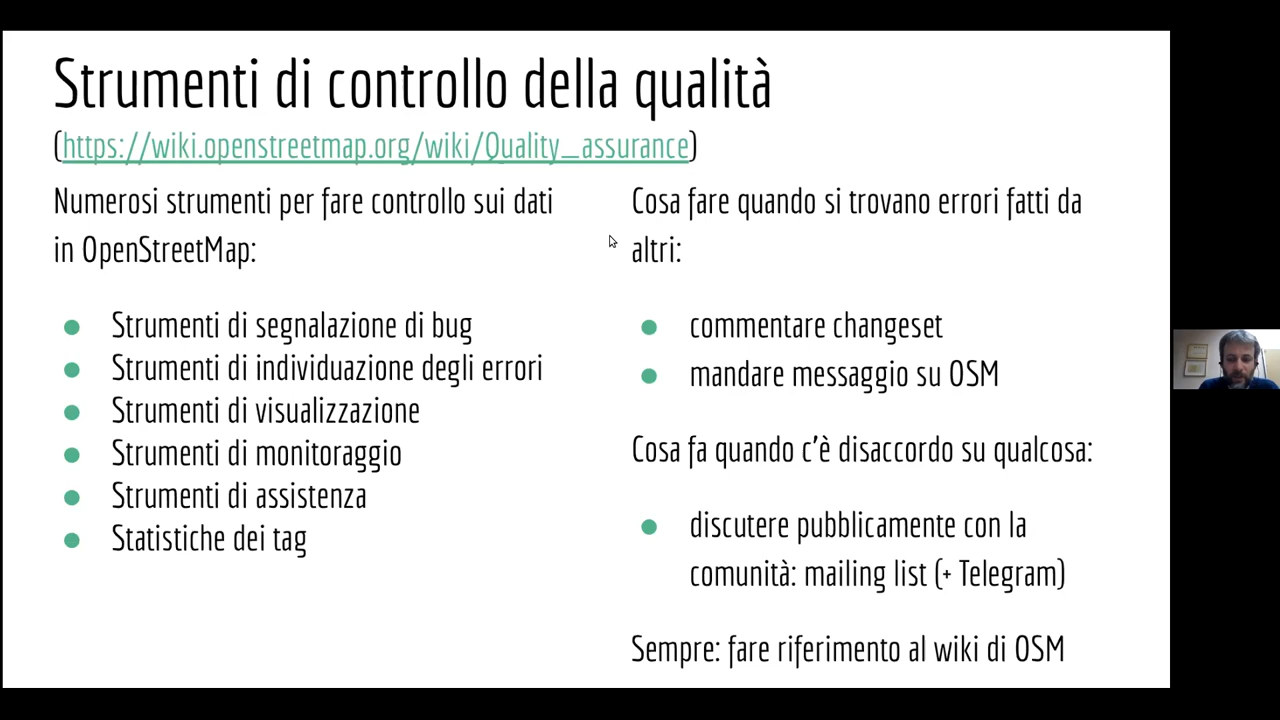 Strumenti di controllo della qualità
(https://wiki.openstreetmap.org/wiki/Quality_assurance)
Numerosi strumenti per fare controllo sui dati
in OpenStreetMap:
● Strumenti di segnalazione di bug
● Strumenti di individuazione degli errori
● Strumenti di visualizzazione
● Strumenti di monitoraggio
● Strumenti di assistenza
● Statistiche dei tag
Cosa fare quando si trovano errori fatti da
altri:
● commentare changeset
● mandare messaggio su OSM
Cosa fa quando c'è disaccordo su qualcosa:
● discutere pubblicamente con la
comunità: mailing list (+ Telegram)
Sempre: fare riferimento al wiki di OSM